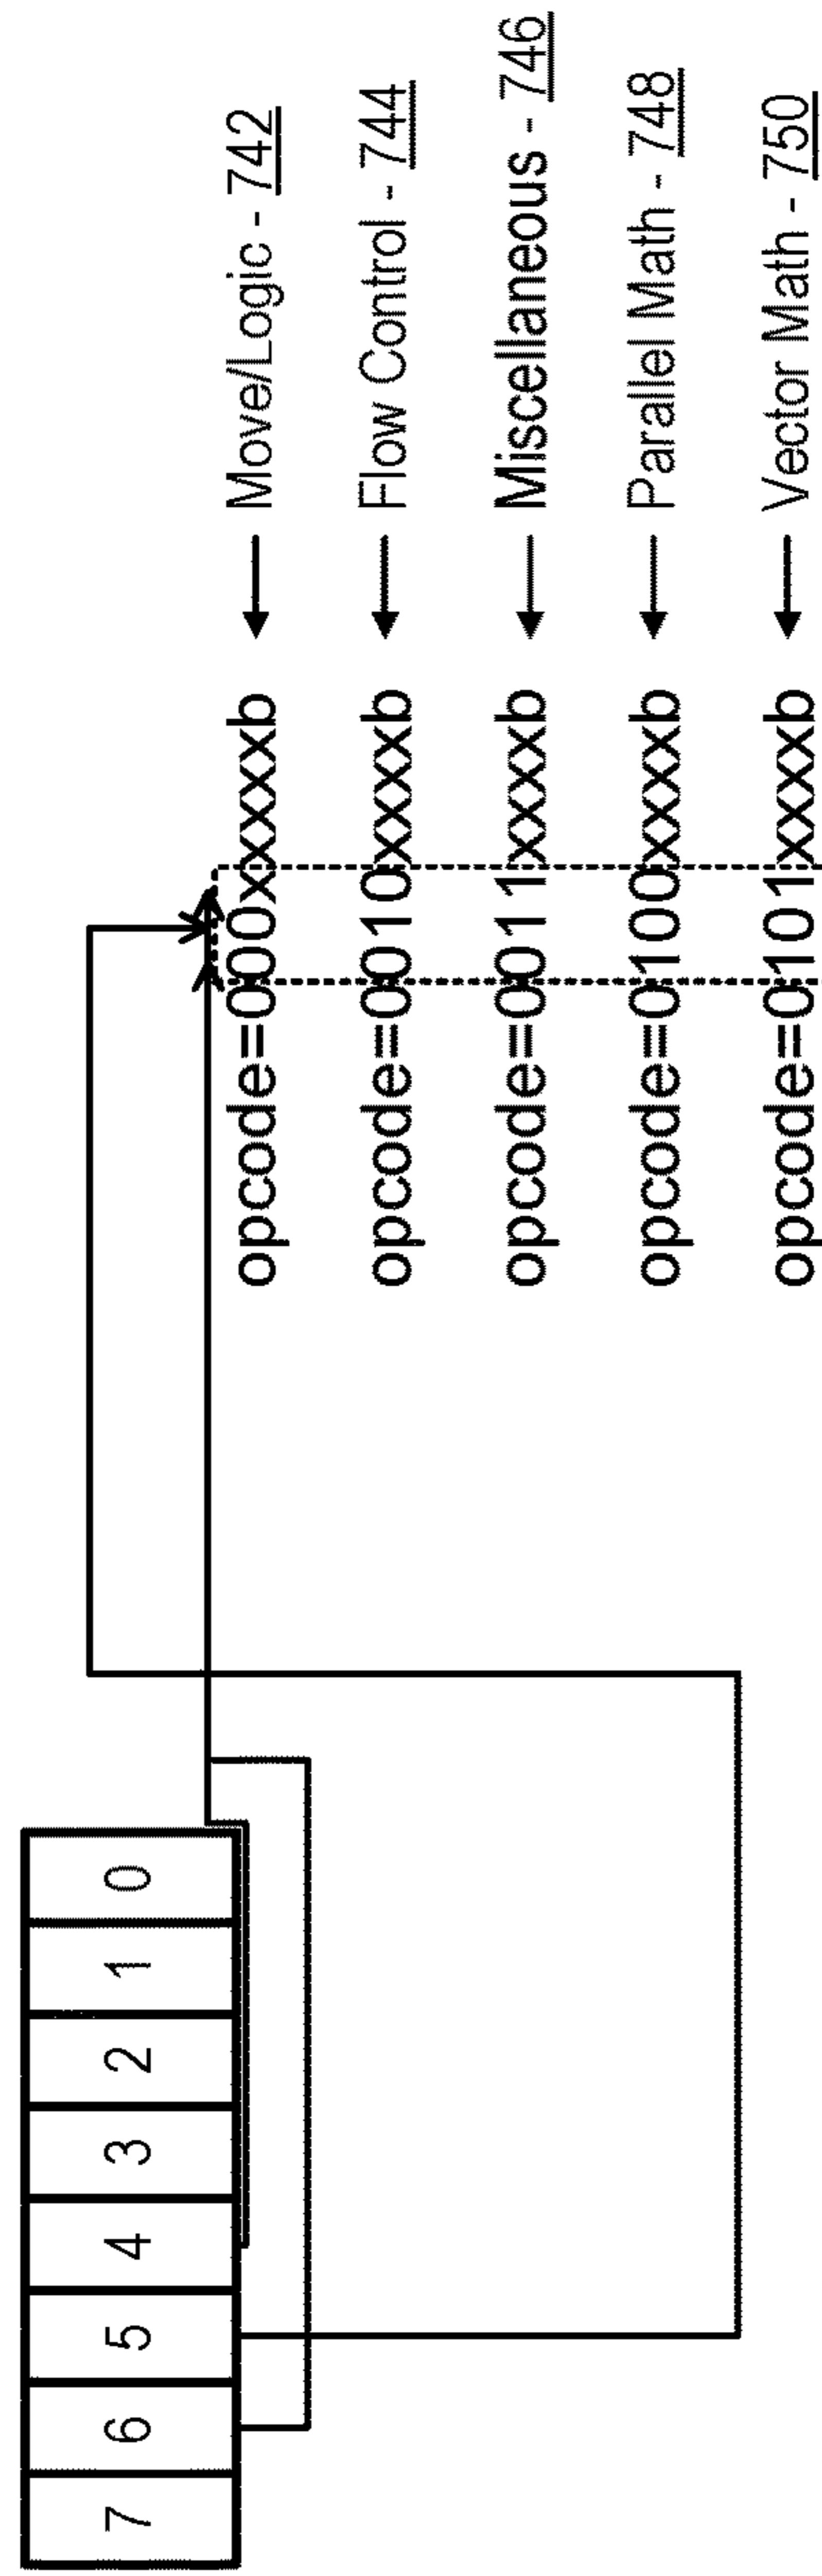 7 6 5 4 3 2 1 0
opcode=000xxxxxb ← Move/Logic - 742
opcode=0010xxxxb ← Flow Control - 744
opcode=0011xxxxb ← Miscellaneous - 746
opcode=0100xxxxb ← Parallel Math - 748
opcode=0101xxxxb ← Vector Math - 750